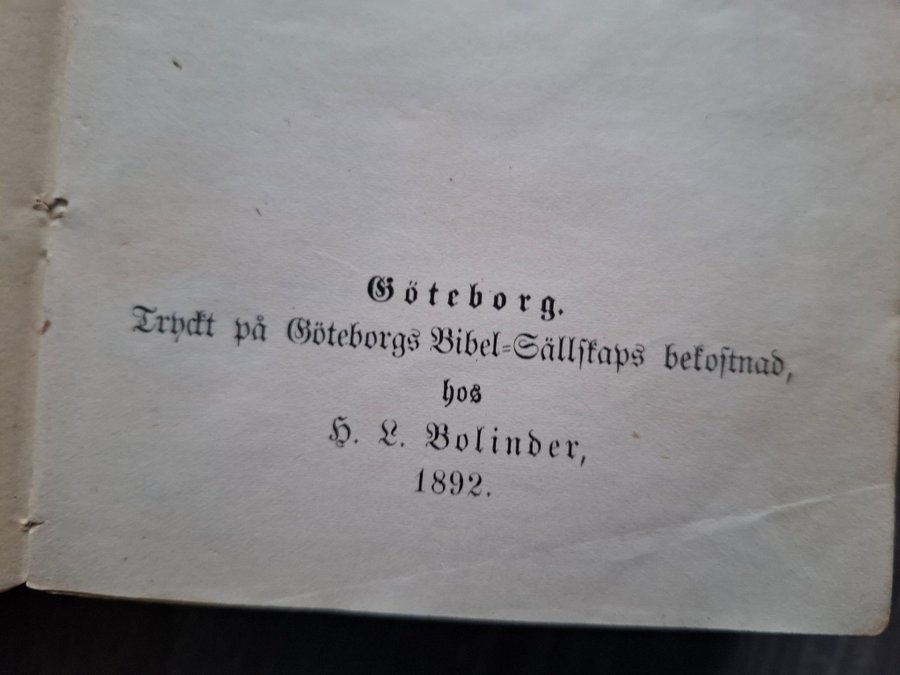 Göteborg.
Tryckt på Göteborgs Bibel-Sällskaps bekostnad,
hos
H. L. Bolinder,
1892.